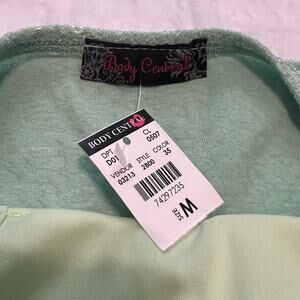 Body Central
BODY CENTRAL
DPT CL
D01 0507
VENDOR STYLE COLOR
03213 2800 35
74297235
SIZE M